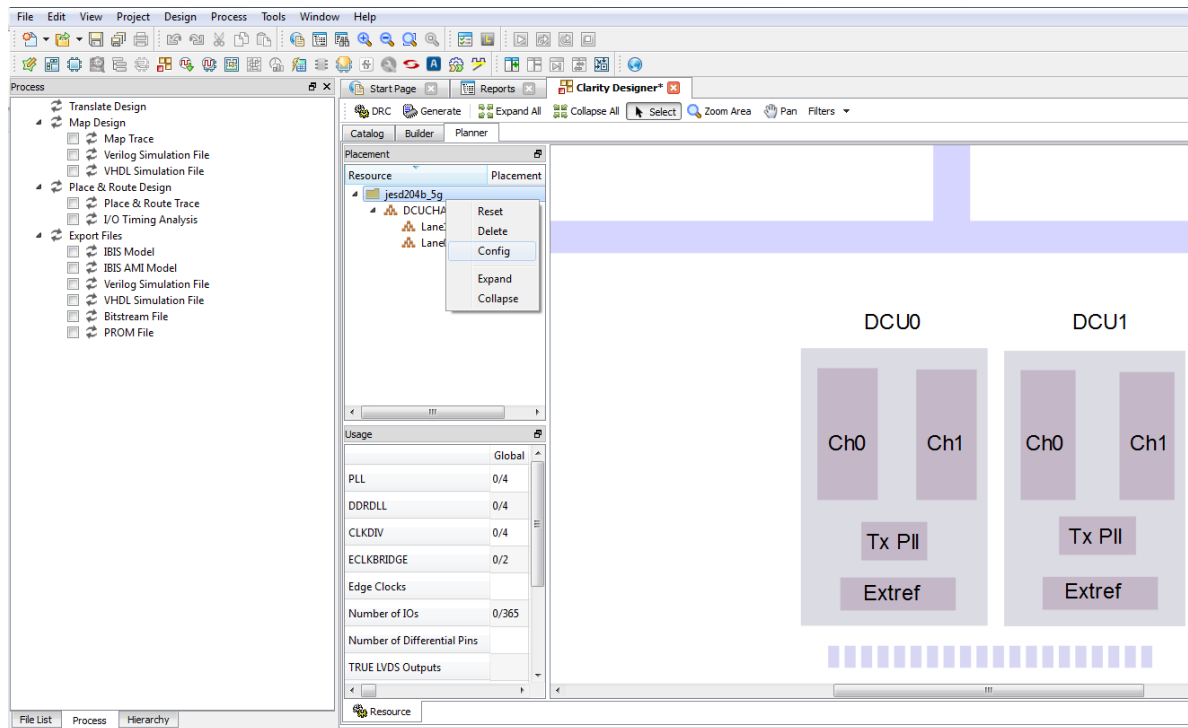 File Edit View Project Design Process Tools Window Help
Process
Start Page Reports Clarity Designer*
DRC Generate Expand All Collapse All Select Zoom Area Pan Filters
Catalog Builder Planner
Translate Design
Map Design
Map Trace
Verilog Simulation File
VHDL Simulation File
Place & Route Design
Place & Route Trace
I/O Timing Analysis
Export Files
IBIS Model
IBIS AMI Model
Verilog Simulation File
VHDL Simulation File
Bitstream File
PROM File
Placement
Resource Placement
jesd204b_5g
DCUCHA
Lane
Lane
Reset
Delete
Config
Expand
Collapse
Usage
Global
PLL 0/4
DDRDLL 0/4
CLKDIV 0/4
ECLKBRIDGE 0/2
Edge Clocks
Number of IOs 0/365
Number of Differential Pins
TRUE LVDS Outputs
Resource
DCU0 DCU1
Ch0 Ch1 Ch0 Ch1
Tx Pll Tx Pll
Extref Extref
File List Process Hierarchy